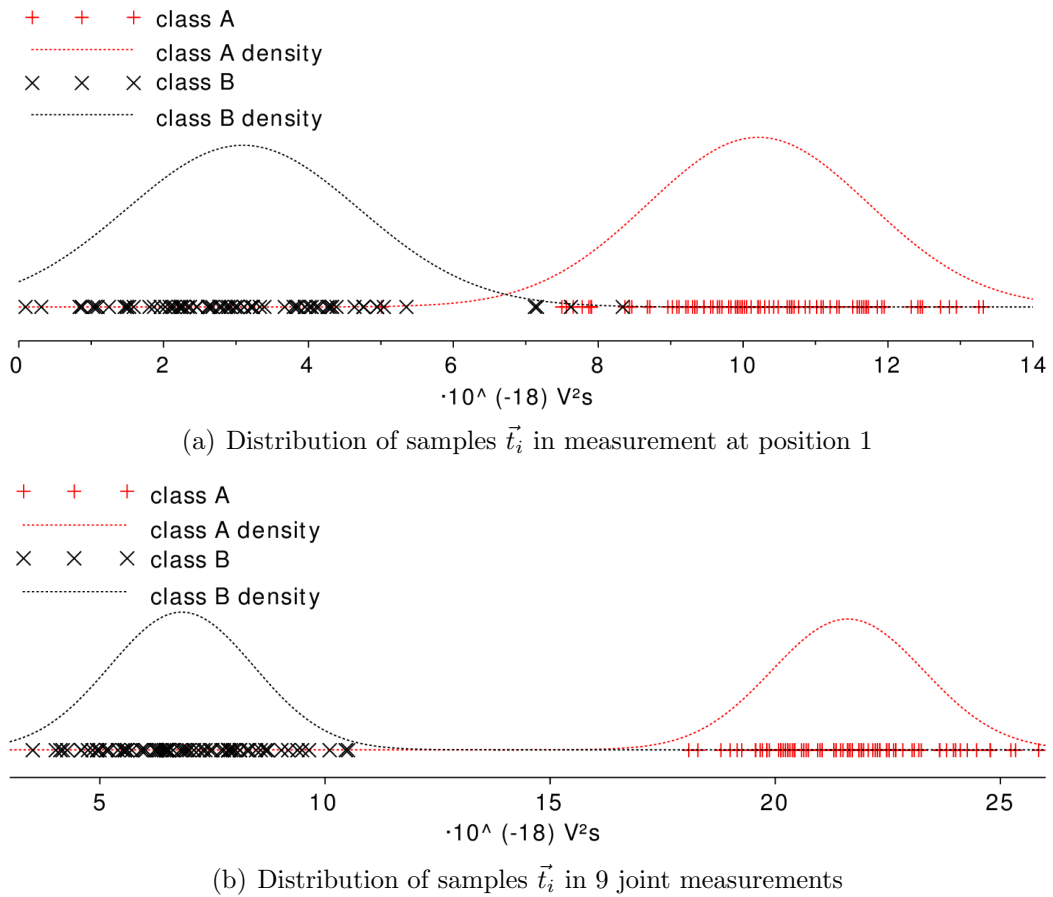 class A
class A density
class B
class B density
0 2 4 6 8 10 12 14
·10^ (-18) V²s
(a) Distribution of samples $\vec{t}_i$ in measurement at position 1
class A
class A density
class B
class B density
5 10 15 20 25
·10^ (-18) V²s
(b) Distribution of samples $\vec{t}_i$ in 9 joint measurements